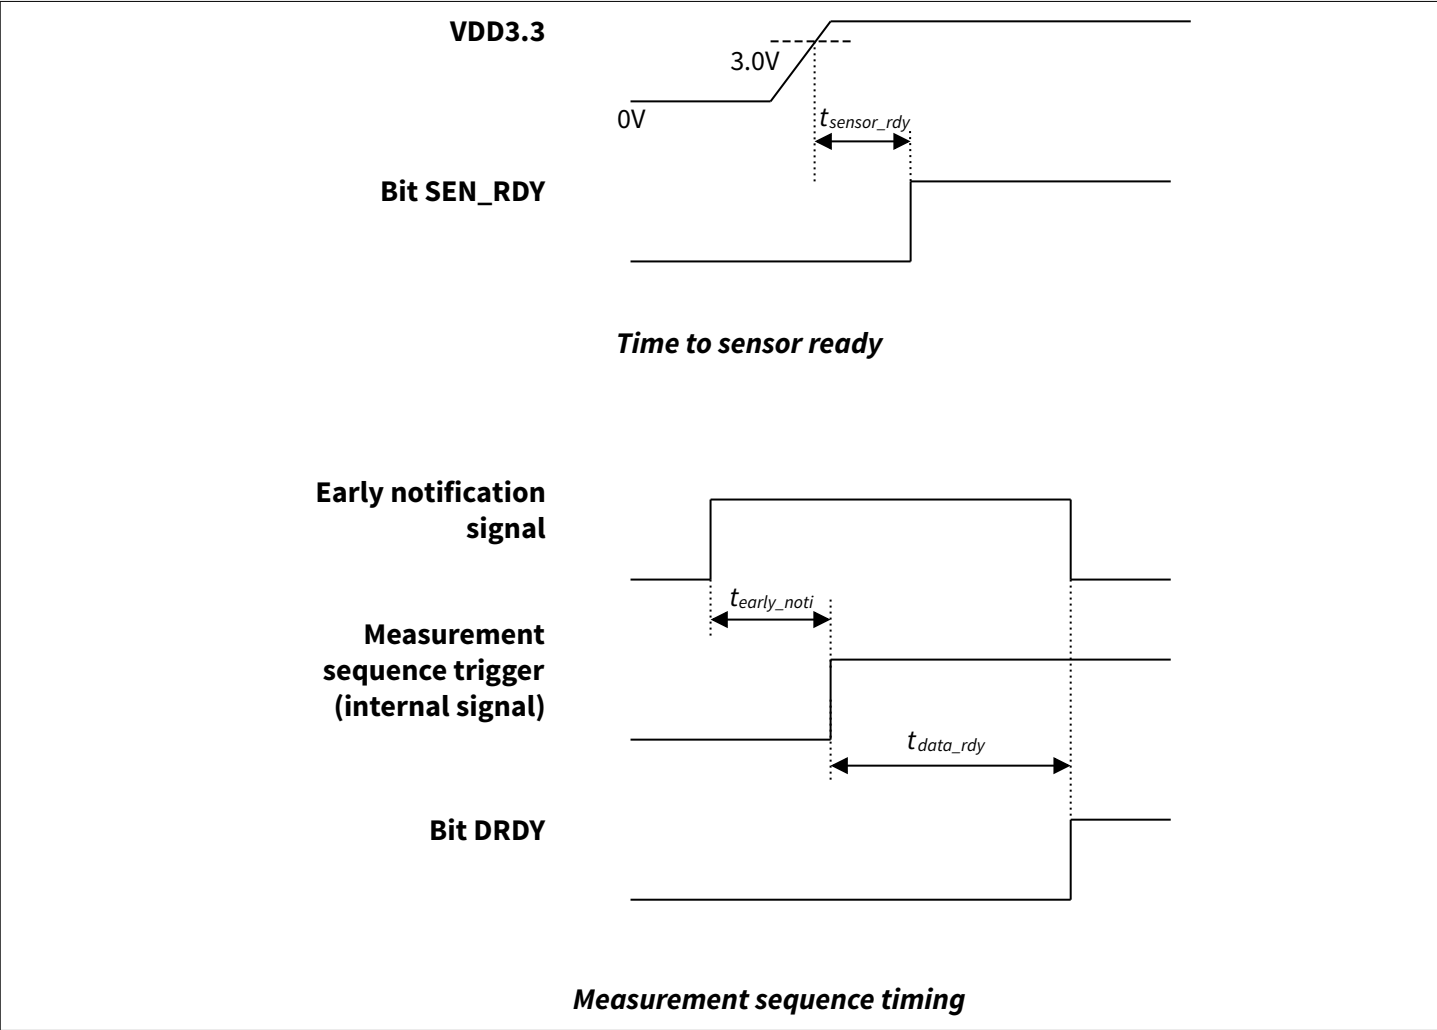 VDD3.3
3.0V
0V
tsensor_rdy
Bit SEN_RDY
Time to sensor ready
Early notification
signal
tearly_noti
Measurement
sequence trigger
(internal signal)
tdata_rdy
Bit DRDY
Measurement sequence timing